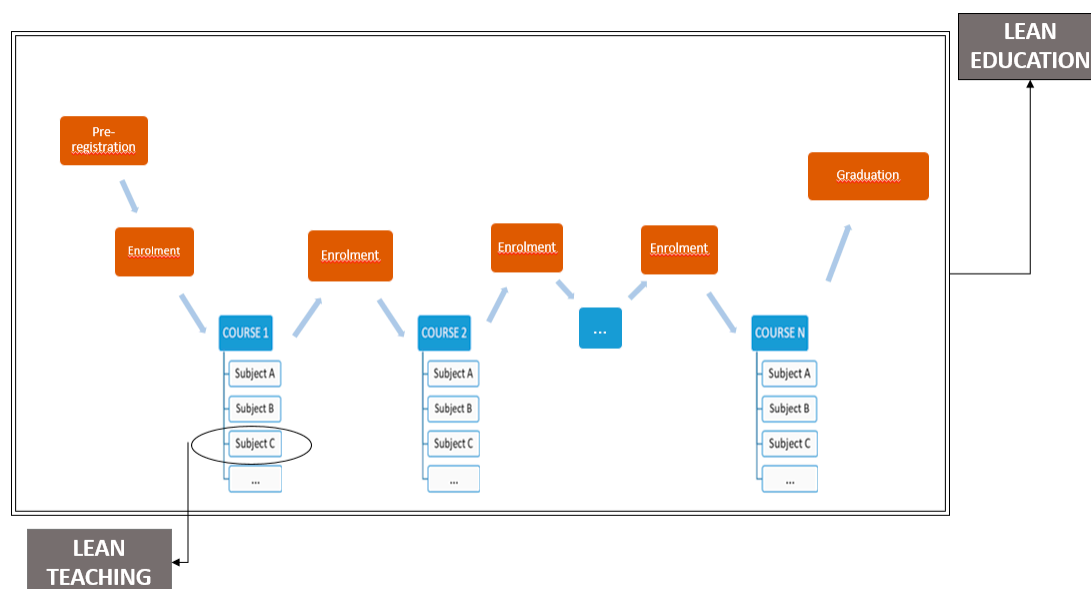 LEAN
EDUCATION
Pre-
registration
Graduation
Enrolment
Enrolment
Enrolment
Enrolment
...
COURSE 1
Subject A
Subject B
Subject C
...
COURSE 2
Subject A
Subject B
Subject C
...
COURSE N
Subject A
Subject B
Subject C
...
LEAN
TEACHING